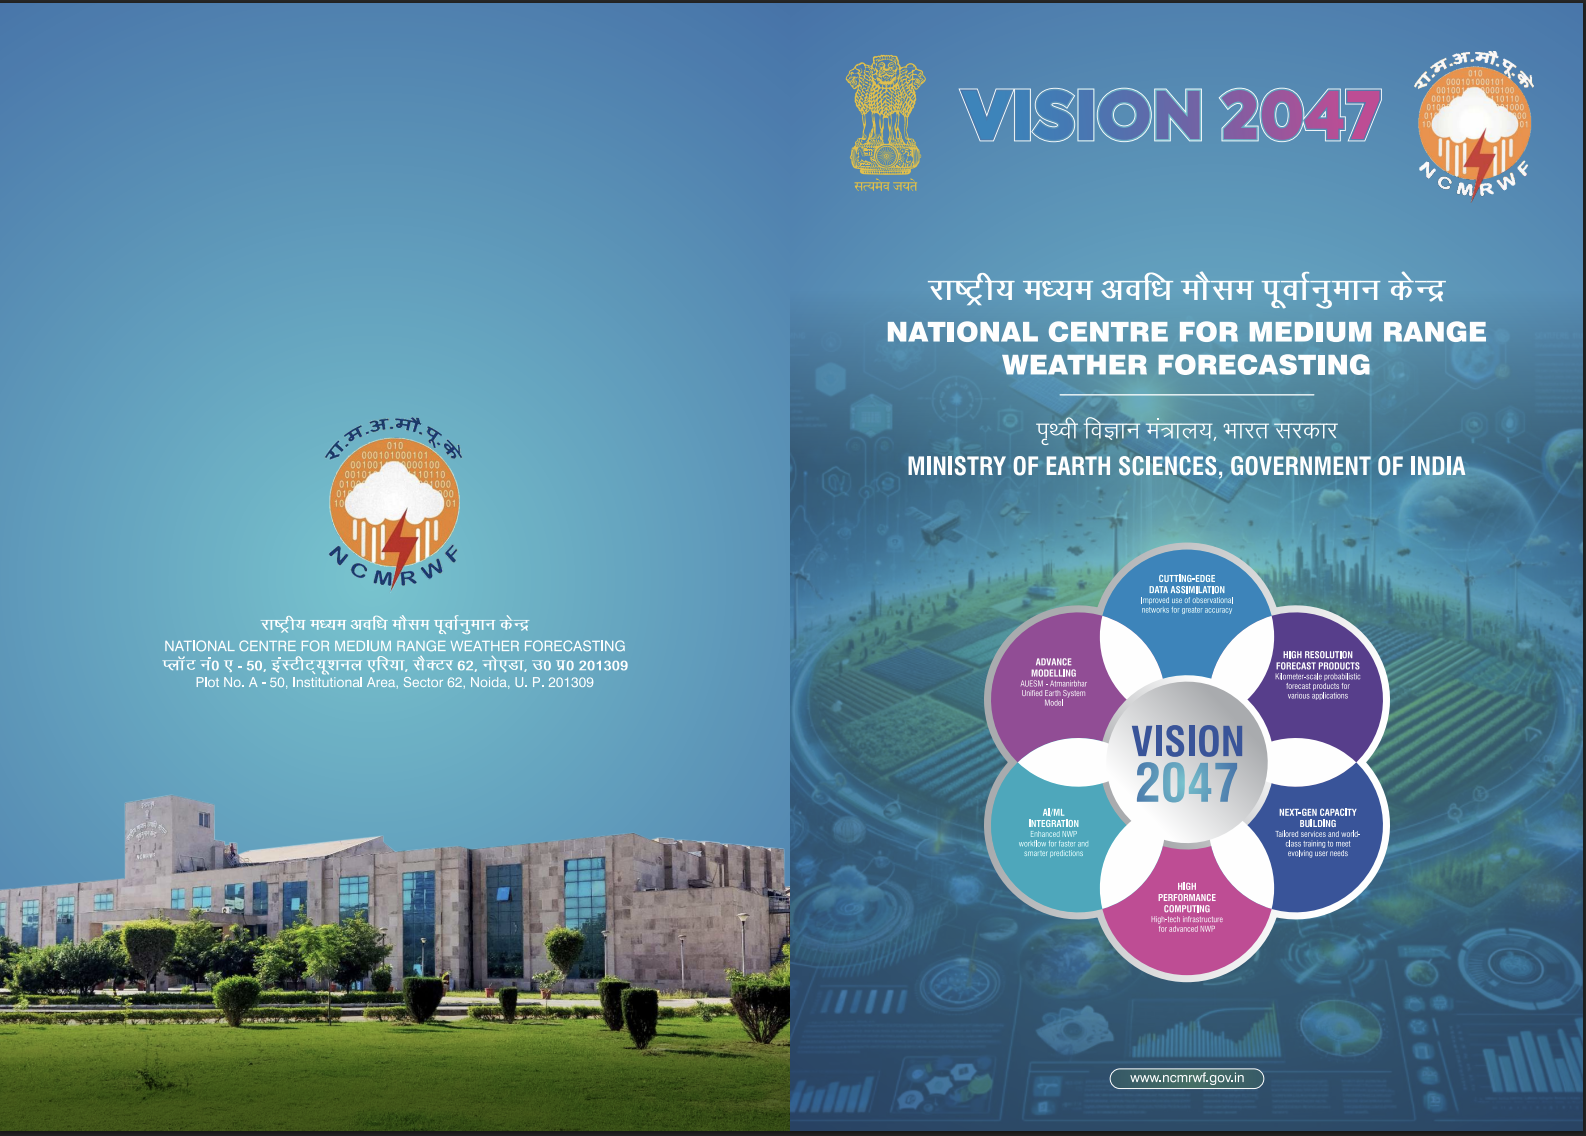 रा.म.अ.मौ.पू.के
NCMRWF
राष्ट्रीय मध्यम अवधि मौसम पूर्वानुमान केन्द्र
NATIONAL CENTRE FOR MEDIUM RANGE WEATHER FORECASTING
प्लॉट नं0 ए - 50, इंस्टीट्यूशनल एरिया, सैक्टर 62, नोएडा, उ0 प्र0 201309
Plot No. A - 50, Institutional Area, Sector 62, Noida, U. P. 201309
NCMRWF
सत्यमेव जयते
VISION 2047
रा.म.अ.मौ.पू.के
NCMRWF
राष्ट्रीय मध्यम अवधि मौसम पूर्वानुमान केन्द्र
NATIONAL CENTRE FOR MEDIUM RANGE
WEATHER FORECASTING
पृथ्वी विज्ञान मंत्रालय, भारत सरकार
MINISTRY OF EARTH SCIENCES, GOVERNMENT OF INDIA
CUTTING-EDGE
DATA ASSIMILATION
Improved use of observational
networks for greater accuracy
HIGH RESOLUTION
FORECAST PRODUCTS
Kilometer-scale probabilistic
forecast products for
various applications
NEXT-GEN CAPACITY
BUILDING
Tailored services and world-
class training to meet
evolving user needs
HIGH
PERFORMANCE
COMPUTING
High-tech infrastructure
for advanced NWP
AI/ML
INTEGRATION
Enhanced NWP
workflow for faster and
smarter predictions
ADVANCE
MODELLING
AUESM - Atmanirbhar
Unified Earth System
Model
VISION
2047
www.ncmrwf.gov.in